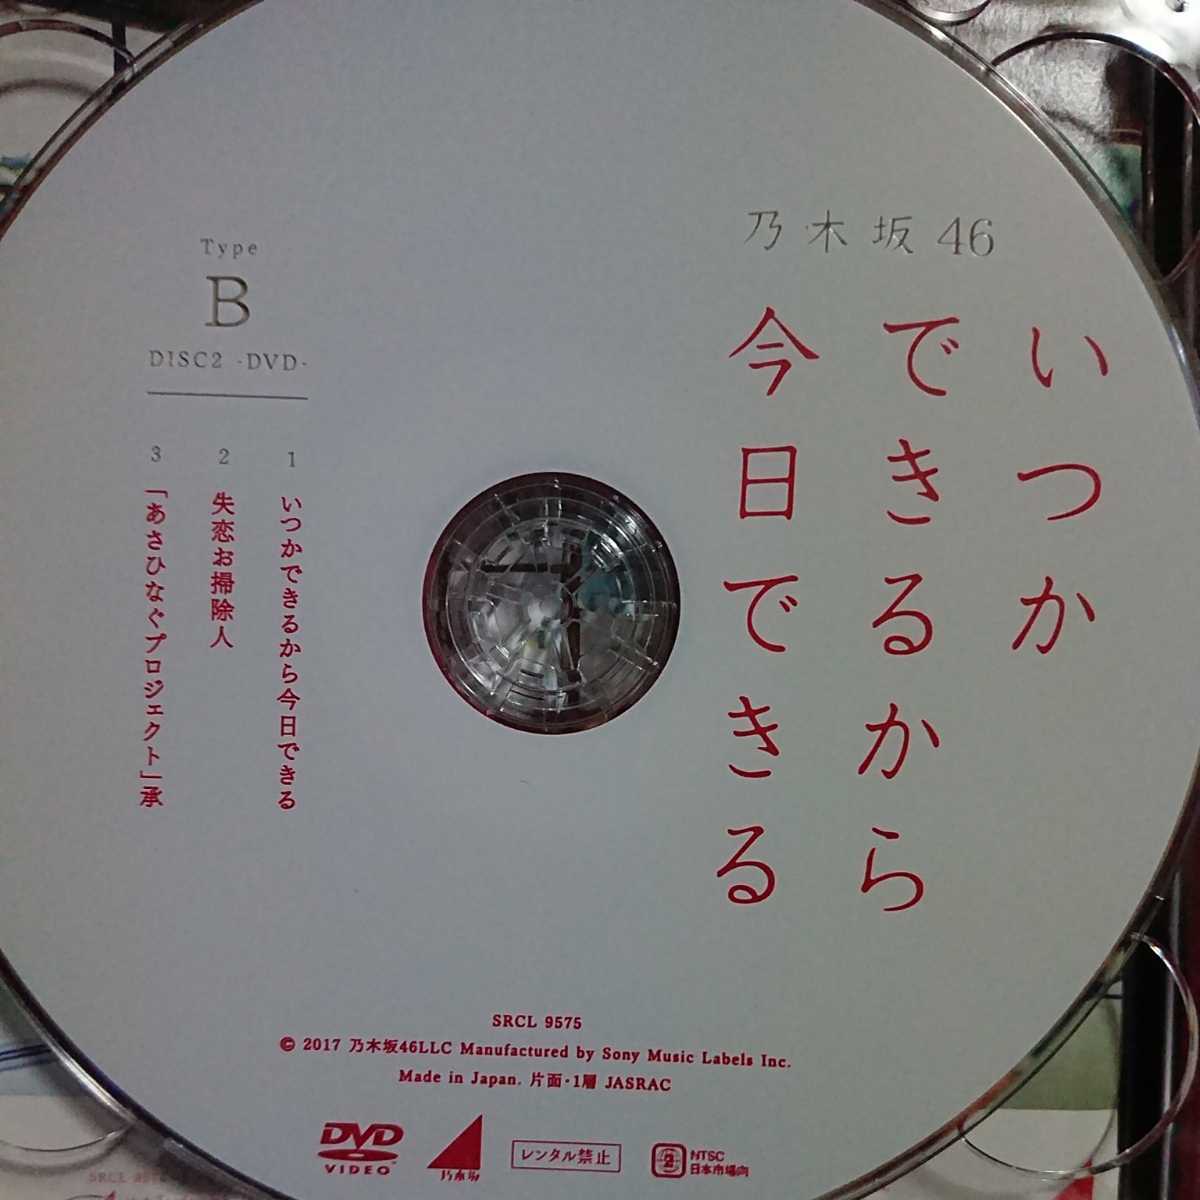 乃木坂46
いつか
できるから
今日できる
Type
B
DISC2 -DVD-
1 いつかできるから今日できる
2 失恋お掃除人
3 「あさひなぐプロジェクト」承
SRCL 9575
© 2017 乃木坂46LLC Manufactured by Sony Music Labels Inc.
Made in Japan. 片面・1層 JASRAC
DVD
VIDEO
乃木坂
レンタル禁止
2
NTSC
日本市場向